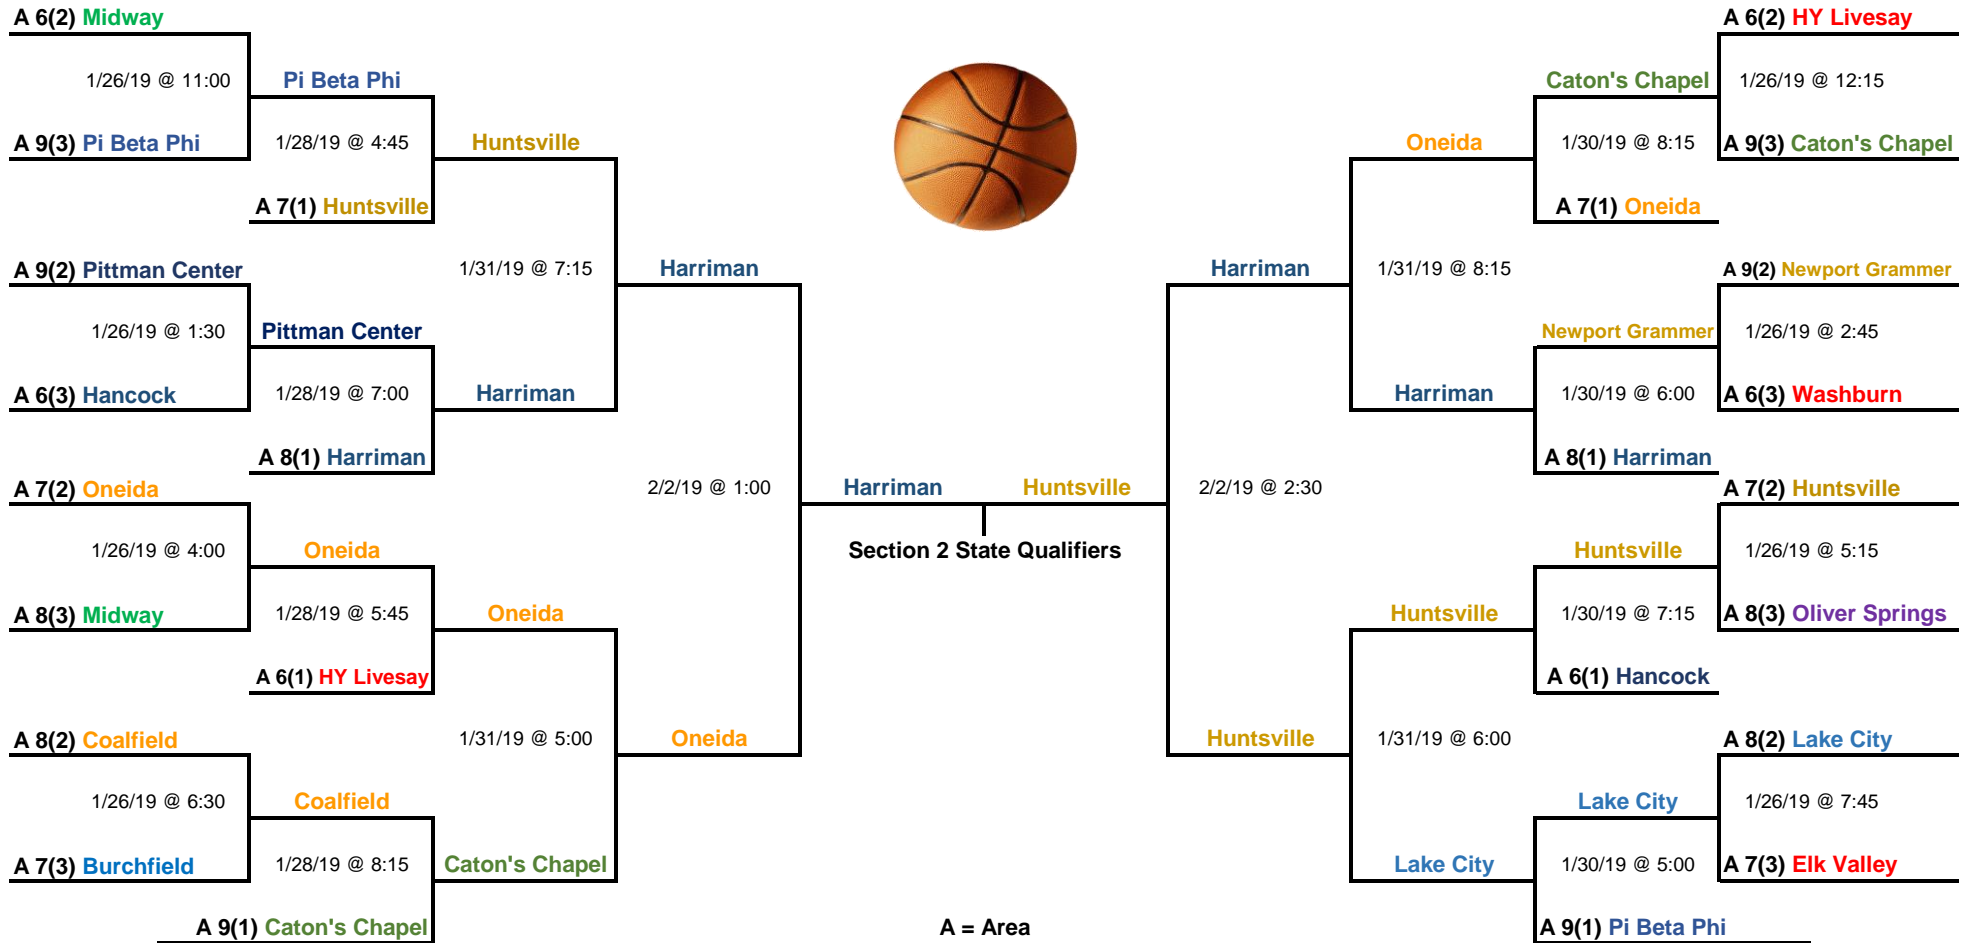 A 6(2) Midway
1/26/19 @ 11:00
Pi Beta Phi
A 9(3) Pi Beta Phi
1/28/19 @ 4:45
Huntsville
A 7(1) Huntsville
A 9(2) Pittman Center
1/31/19 @ 7:15
Harriman
1/26/19 @ 1:30
Pittman Center
A 6(3) Hancock
1/28/19 @ 7:00
Harriman
A 8(1) Harriman
A 7(2) Oneida
2/2/19 @ 1:00
1/26/19 @ 4:00
Oneida
A 8(3) Midway
1/28/19 @ 5:45
Oneida
A 6(1) HY Livesay
A 8(2) Coalfield
1/31/19 @ 5:00
Oneida
1/26/19 @ 6:30
Coalfield
A 7(3) Burchfield
1/28/19 @ 8:15
Caton's Chapel
A 9(1) Caton's Chapel
Harriman
Huntsville
Section 2 State Qualifiers
A = Area
A 6(2) HY Livesay
Caton's Chapel
1/26/19 @ 12:15
Oneida
1/30/19 @ 8:15
A 9(3) Caton's Chapel
A 7(1) Oneida
Harriman
1/31/19 @ 8:15
A 9(2) Newport Grammer
Newport Grammer
1/26/19 @ 2:45
Harriman
1/30/19 @ 6:00
A 6(3) Washburn
A 8(1) Harriman
2/2/19 @ 2:30
A 7(2) Huntsville
Huntsville
1/26/19 @ 5:15
Huntsville
1/30/19 @ 7:15
A 8(3) Oliver Springs
A 6(1) Hancock
Huntsville
1/31/19 @ 6:00
A 8(2) Lake City
Lake City
1/26/19 @ 7:45
Lake City
1/30/19 @ 5:00
A 7(3) Elk Valley
A 9(1) Pi Beta Phi